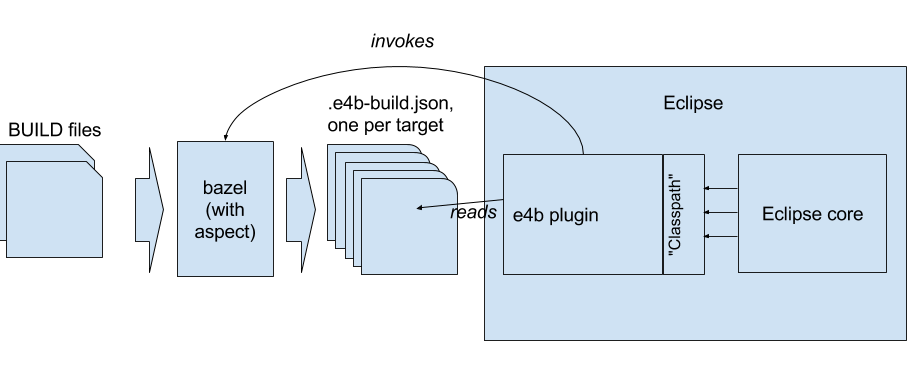 invokes
.e4b-build.json,
one per target
Eclipse
BUILD files
bazel
(with
aspect)
reads
e4b plugin
"Classpath"
Eclipse core